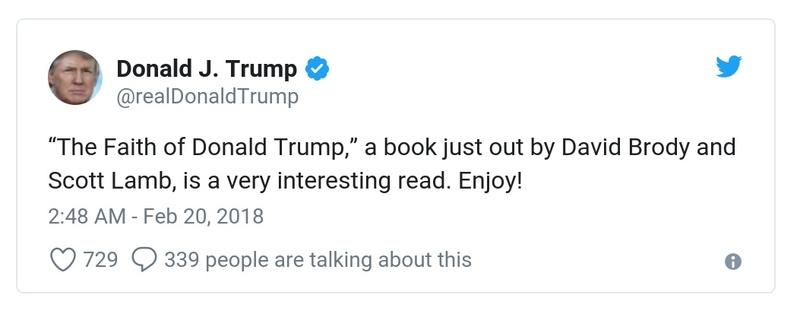 Donald J. Trump
@realDonaldTrump
“The Faith of Donald Trump,” a book just out by David Brody and
Scott Lamb, is a very interesting read. Enjoy!
2:48 AM - Feb 20, 2018
729 339 people are talking about this